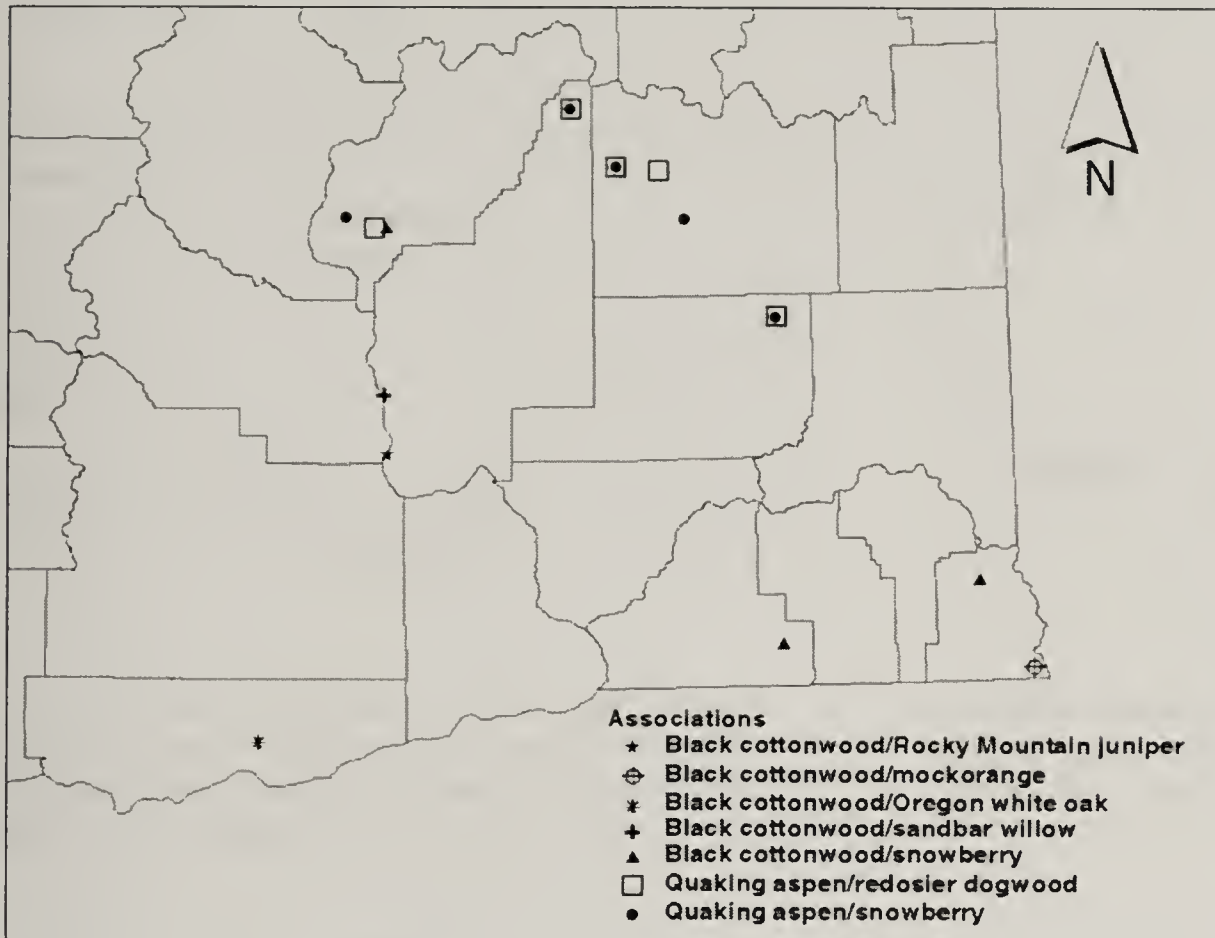 N
Associations
Black cottonwood/Rocky Mountain juniper
Black cottonwood/mockorange
Black cottonwood/Oregon white oak
Black cottonwood/sandbar willow
Black cottonwood/snowberry
Quaking aspen/redosier dogwood
Quaking aspen/snowberry